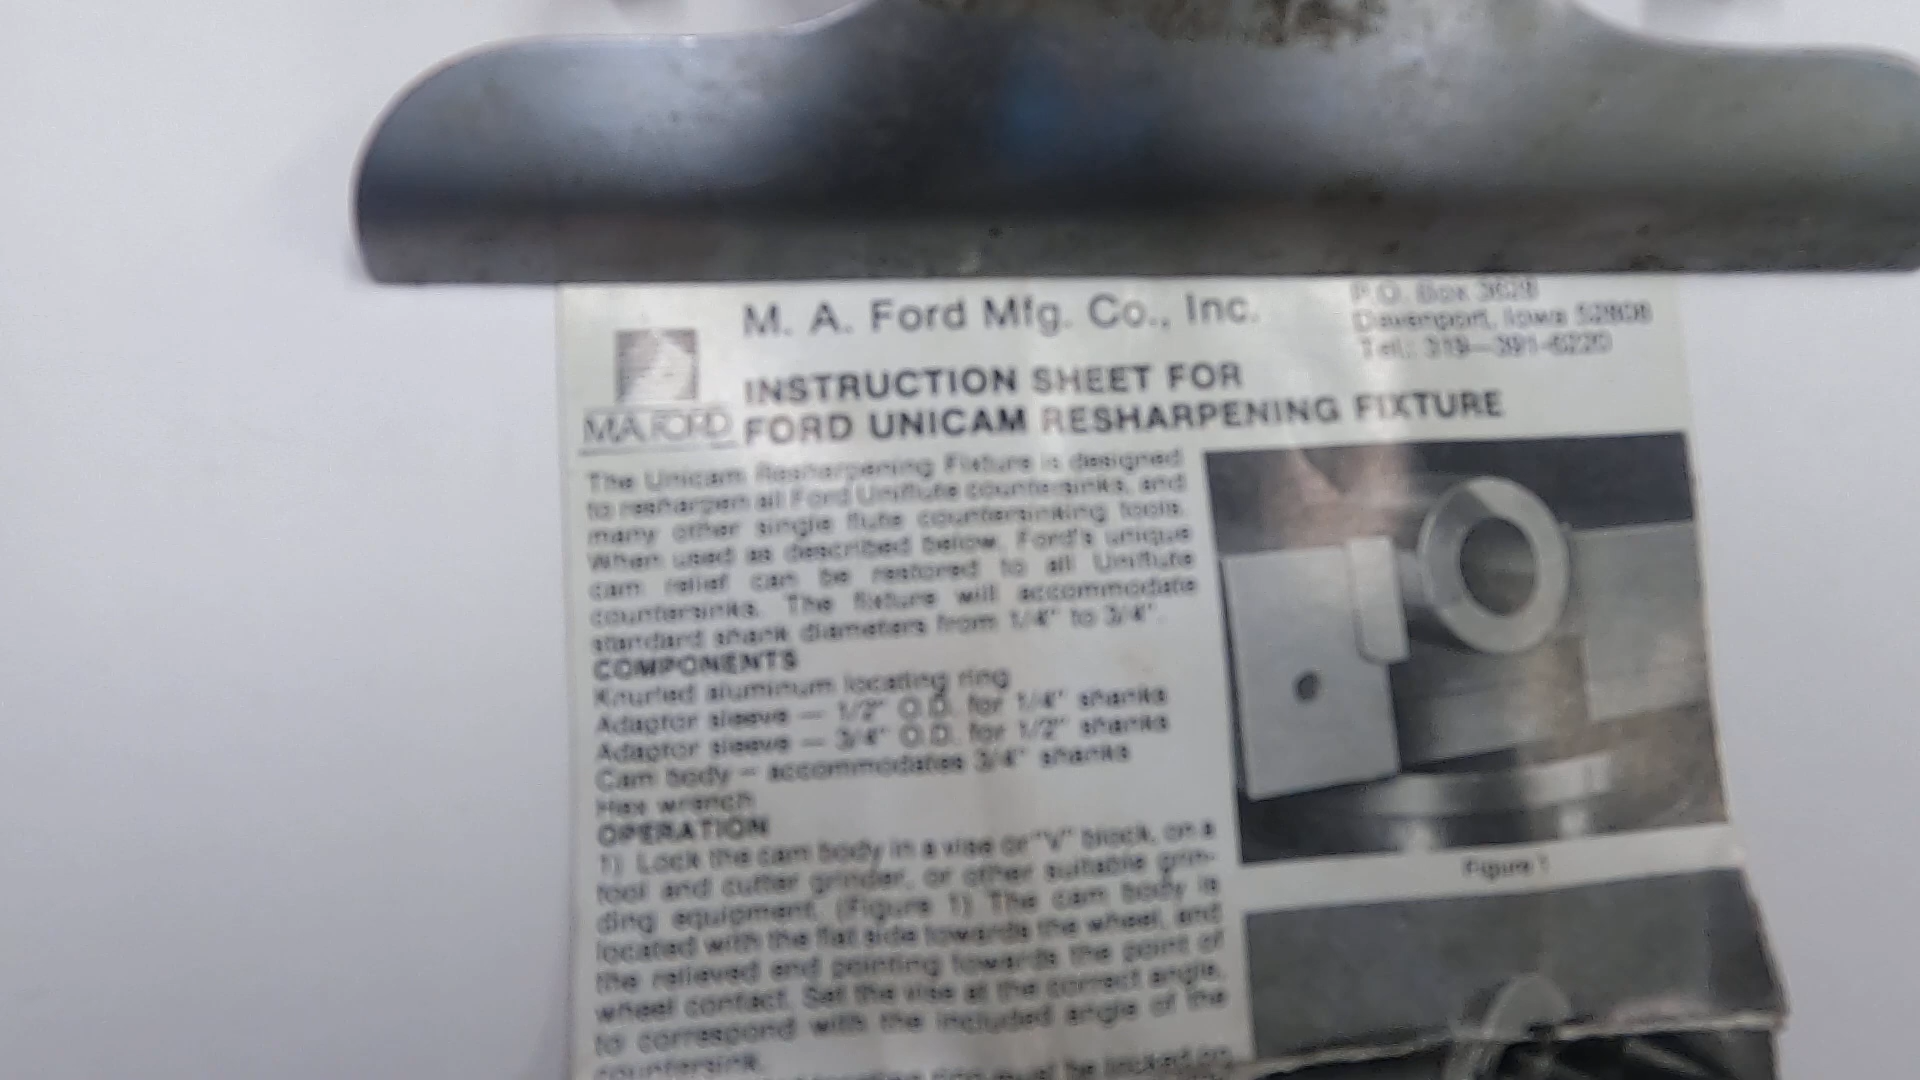 M. A. Ford Mfg. Co., Inc.
P.O. Box 3628
Davenport, Iowa 52808
Tel.: 319—391-6220
INSTRUCTION SHEET FOR
FORD UNICAM RESHARPENING FIXTURE
M.A. FORD
The Unicam Resharpening Fixture is designed
to resharpen all Ford Uniflute countersinks, and
many other single flute countersinking tools.
When used as described below, Ford's unique
cam relief can be restored to all Uniflute
countersinks. The fixture will accommodate
standard shank diameters from 1/4" to 3/4".
COMPONENTS
Knurled aluminum locating ring
Adaptor sleeve — 1/2" O.D. for 1/4" shanks
Adaptor sleeve — 3/4" O.D. for 1/2" shanks
Cam body — accommodates 3/4" shanks
Hex wrench
OPERATION
1) Lock the cam body in a vise or "V" block, on a
tool and cutter grinder, or other suitable grin-
ding equipment. (Figure 1) The cam body is
located with the flat side towards the wheel, and
the relieved end pointing towards the point of
wheel contact. Set the vise at the correct angle,
to correspond with the included angle of the
countersink.
must be locked on
Figure 1